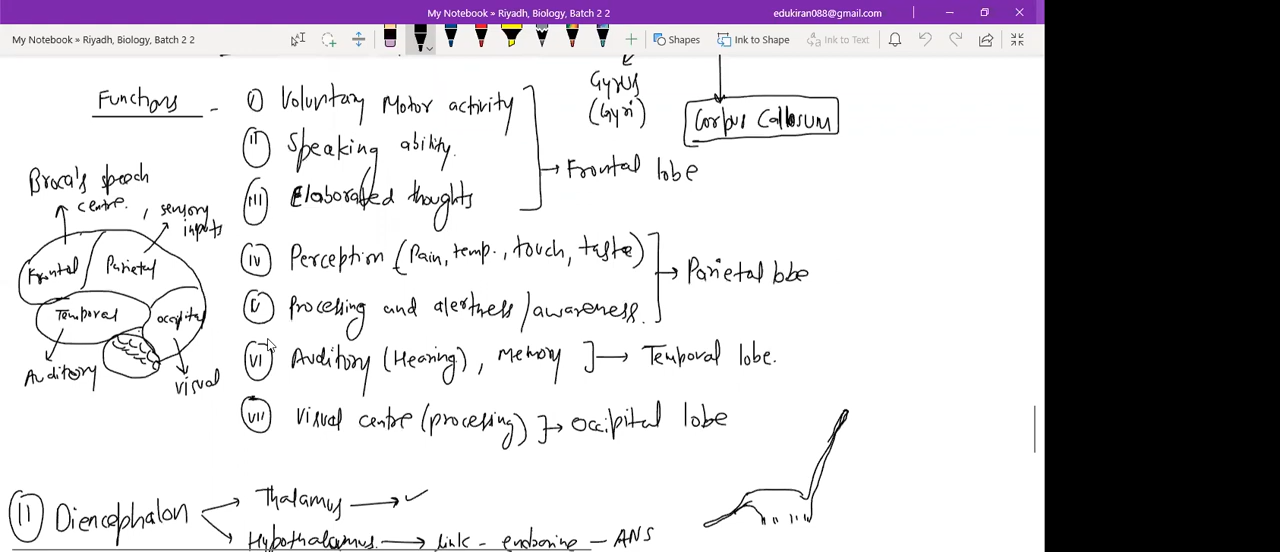 My Notebook » Riyadh, Biology, Batch 2 2
edukiran088@gmail.com
My Notebook » Riyadh, Biology, Batch 2 2
Shapes
Ink to Shape
Ink to Text
Gyrus
(Gyri)
Corpus Callosum
Functions -
(I) Voluntary Motor activity
(II) Speaking ability.
(III) Elaborated thoughts
→ Frontal lobe
Broca's speech
centre.
, sensory
inputs
Frontal
Parietal
Temporal
occipital
Auditory
visual
(IV) Perception (Pain, temp., touch, taste)
(V) Processing and alertness/awareness.
→ Parietal lobe
(VI) Auditory (Hearing), Memory ] → Temporal lobe.
(VII) Visual centre (processing) } → occipital lobe
(II) Diencephalon
Thalamus → ✓
Hypothalamus → link - endocrine - ANS